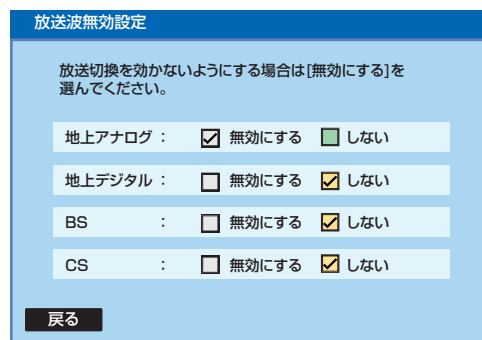 放送波無効設定
放送切換を効かないようにする場合は[無効にする]を
選んでください。
地上アナログ： 無効にする しない
地上デジタル： 無効にする しない
BS ： 無効にする しない
CS ： 無効にする しない
戻る